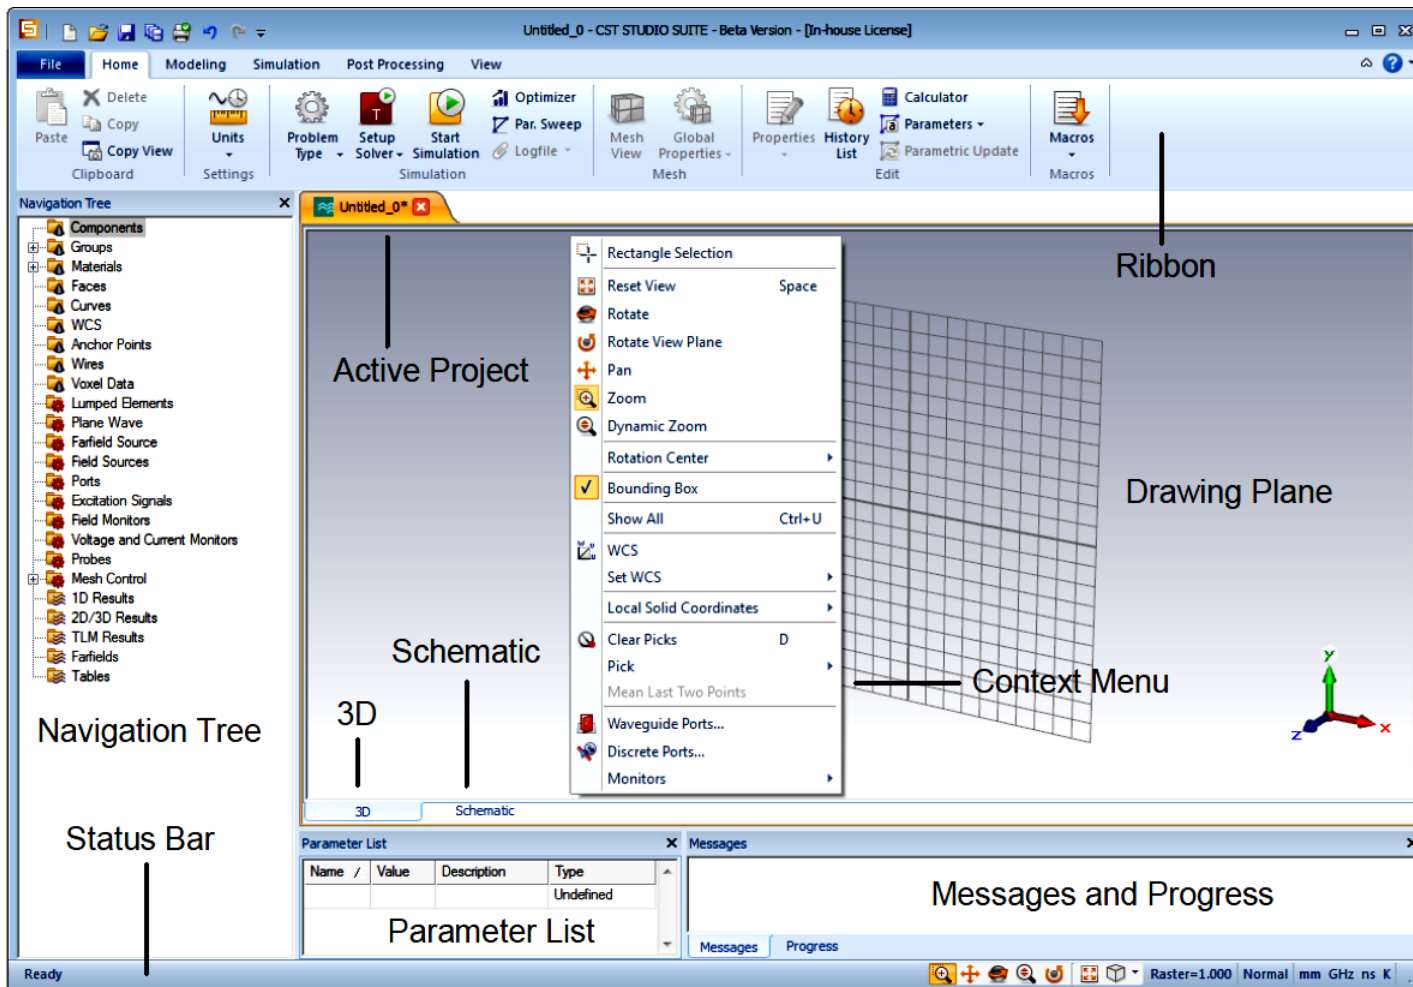 Untitled_0 - CST STUDIO SUITE - Beta Version - [In-house License]
File Home Modeling Simulation Post Processing View
Paste
Delete
Copy
Copy View
Clipboard
Units
Settings
Problem Type
Setup Solver
Start Simulation
Optimizer
Par. Sweep
Logfile
Simulation
Mesh View
Global Properties
Mesh
Properties
History List
Calculator
Parameters
Parametric Update
Edit
Macros
Macros
Ribbon
Navigation Tree
Components
Groups
Materials
Faces
Curves
WCS
Anchor Points
Wires
Voxel Data
Lumped Elements
Plane Wave
Farfield Source
Field Sources
Ports
Excitation Signals
Field Monitors
Voltage and Current Monitors
Probes
Mesh Control
1D Results
2D/3D Results
TLM Results
Farfields
Tables
Navigation Tree
Status Bar
Untitled_0*
Active Project
Rectangle Selection
Reset View Space
Rotate
Rotate View Plane
Pan
Zoom
Dynamic Zoom
Rotation Center
Bounding Box
Show All Ctrl+U
WCS
Set WCS
Local Solid Coordinates
Clear Picks D
Pick
Mean Last Two Points
Waveguide Ports...
Discrete Ports...
Monitors
Drawing Plane
Context Menu
y
x
z
Schematic
3D
3D Schematic
Parameter List
Name / Value Description Type
Undefined
Parameter List
Messages
Messages and Progress
Messages Progress
Ready
Raster=1.000 Normal mm GHz ns K